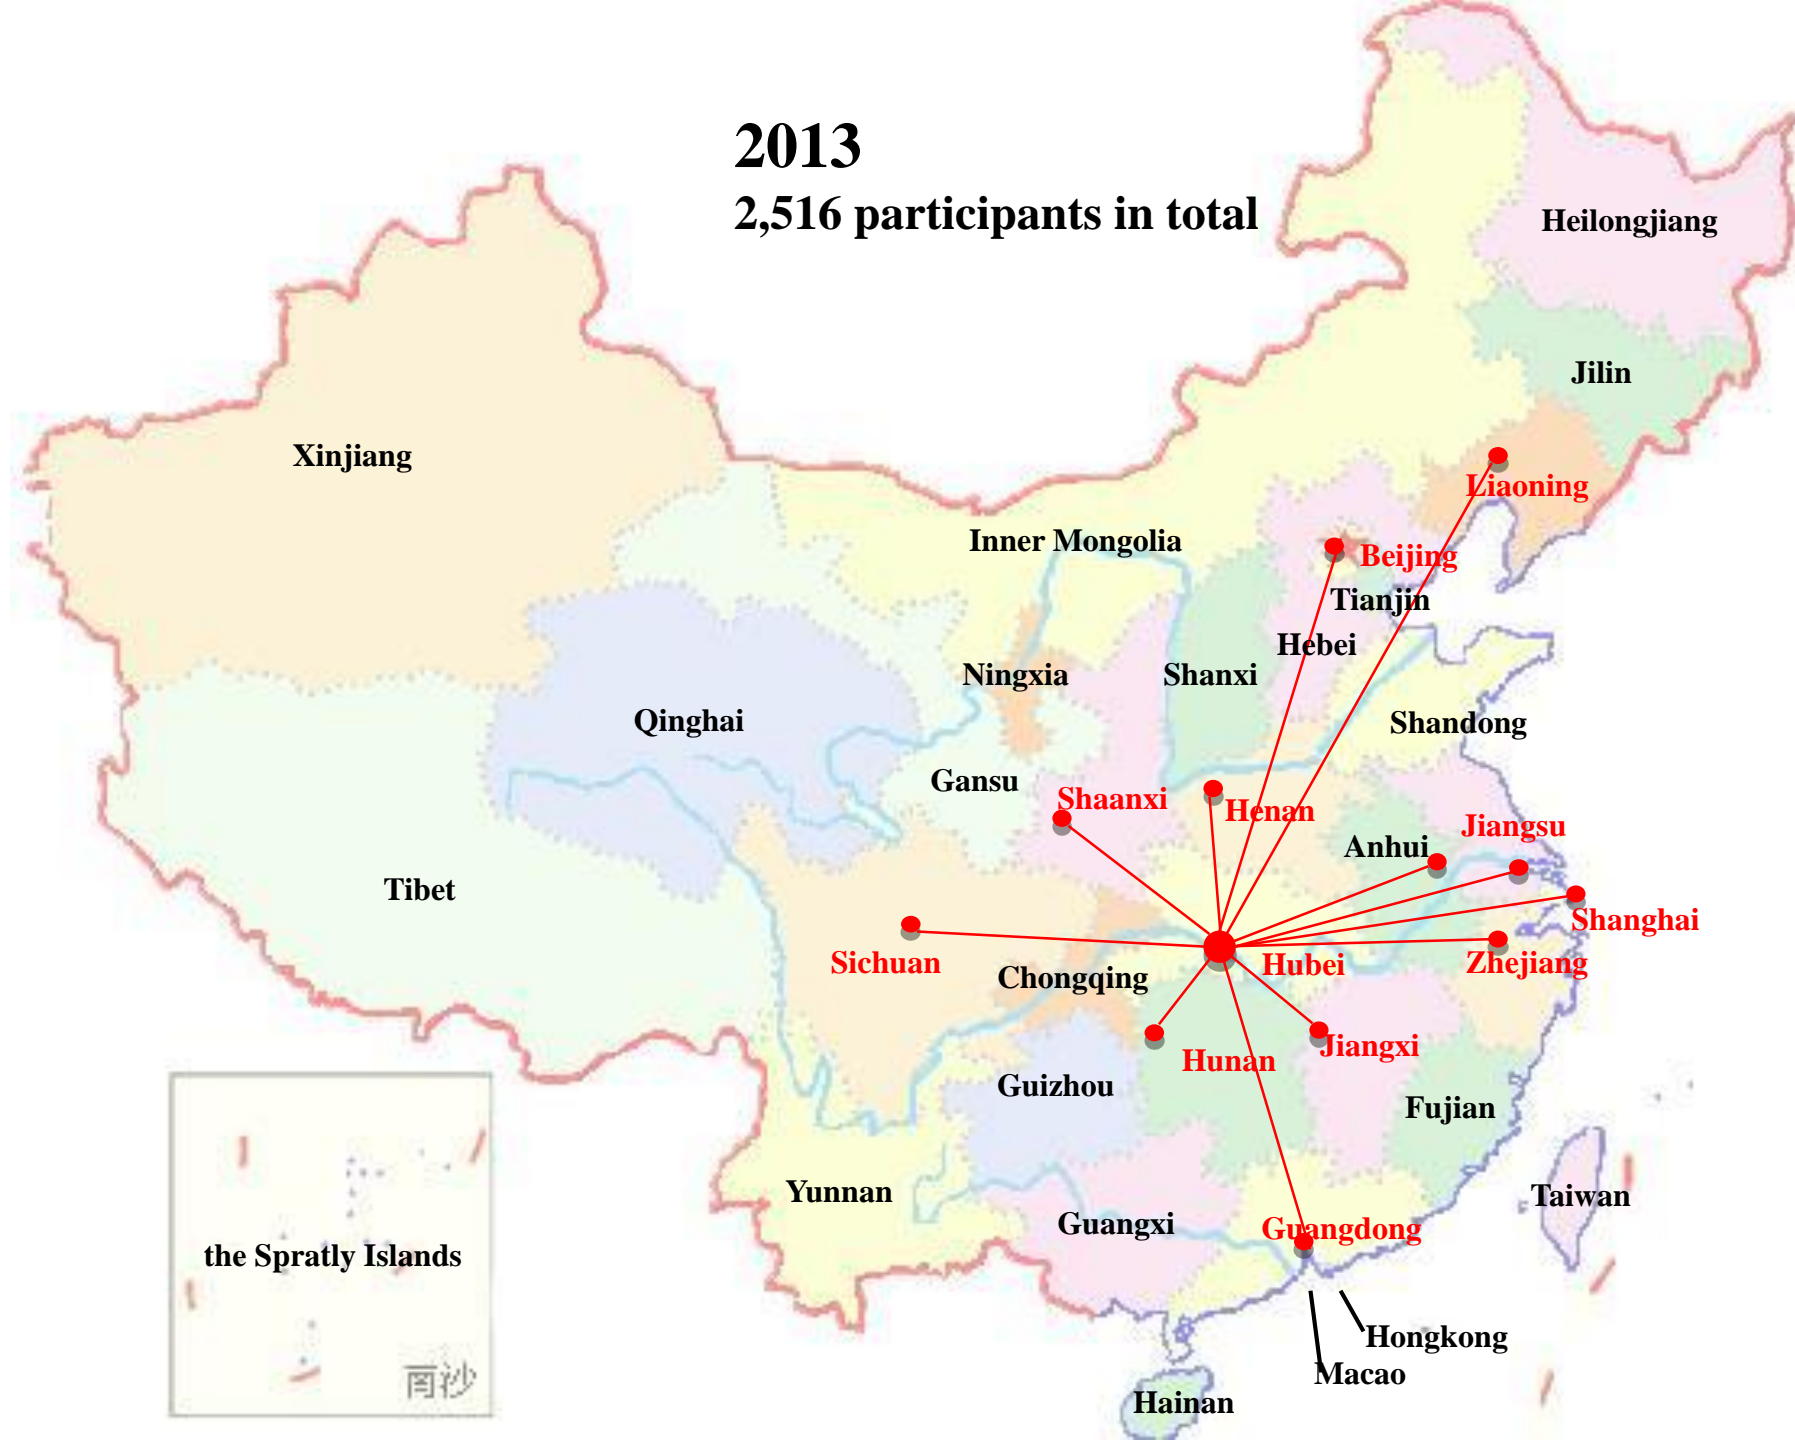 2013
2,516 participants in total
Heilongjiang
Jilin
Xinjiang
Liaoning
Inner Mongolia
Beijing
Tianjin
Hebei
Ningxia
Shanxi
Qinghai
Shandong
Gansu
Shaanxi
Henan
Jiangsu
Anhui
Tibet
Shanghai
Sichuan
Hubei
Zhejiang
Chongqing
Hunan
Jiangxi
Guizhou
Fujian
Yunnan
Taiwan
Guangxi
Guangdong
the Spratly Islands
Hongkong
Macao
南沙
Hainan